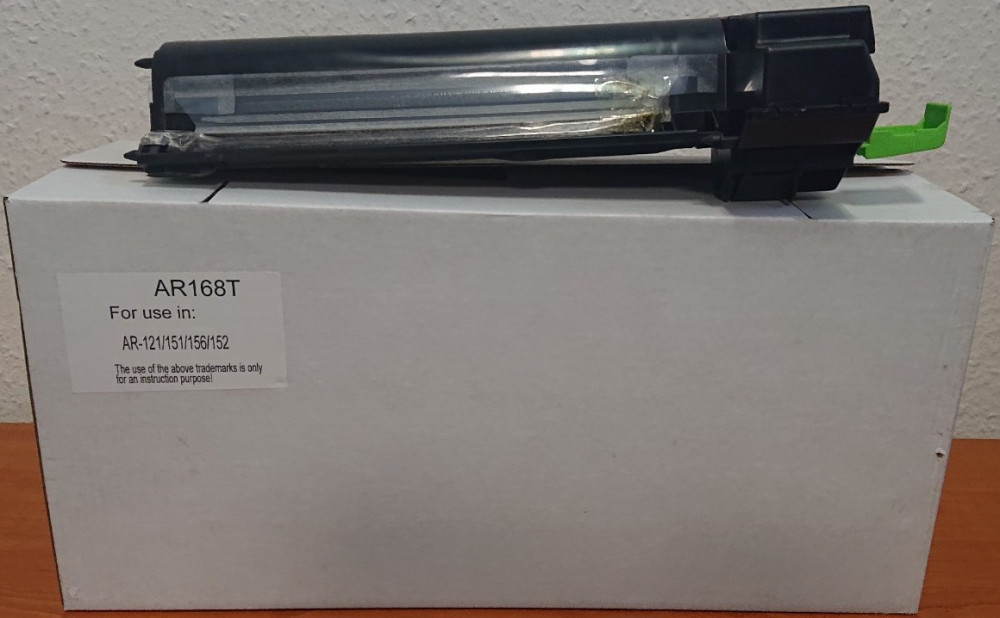 AR168T
For use in:
AR-121/151/156/152
The use of the above trademarks is only
for an instruction purpose!